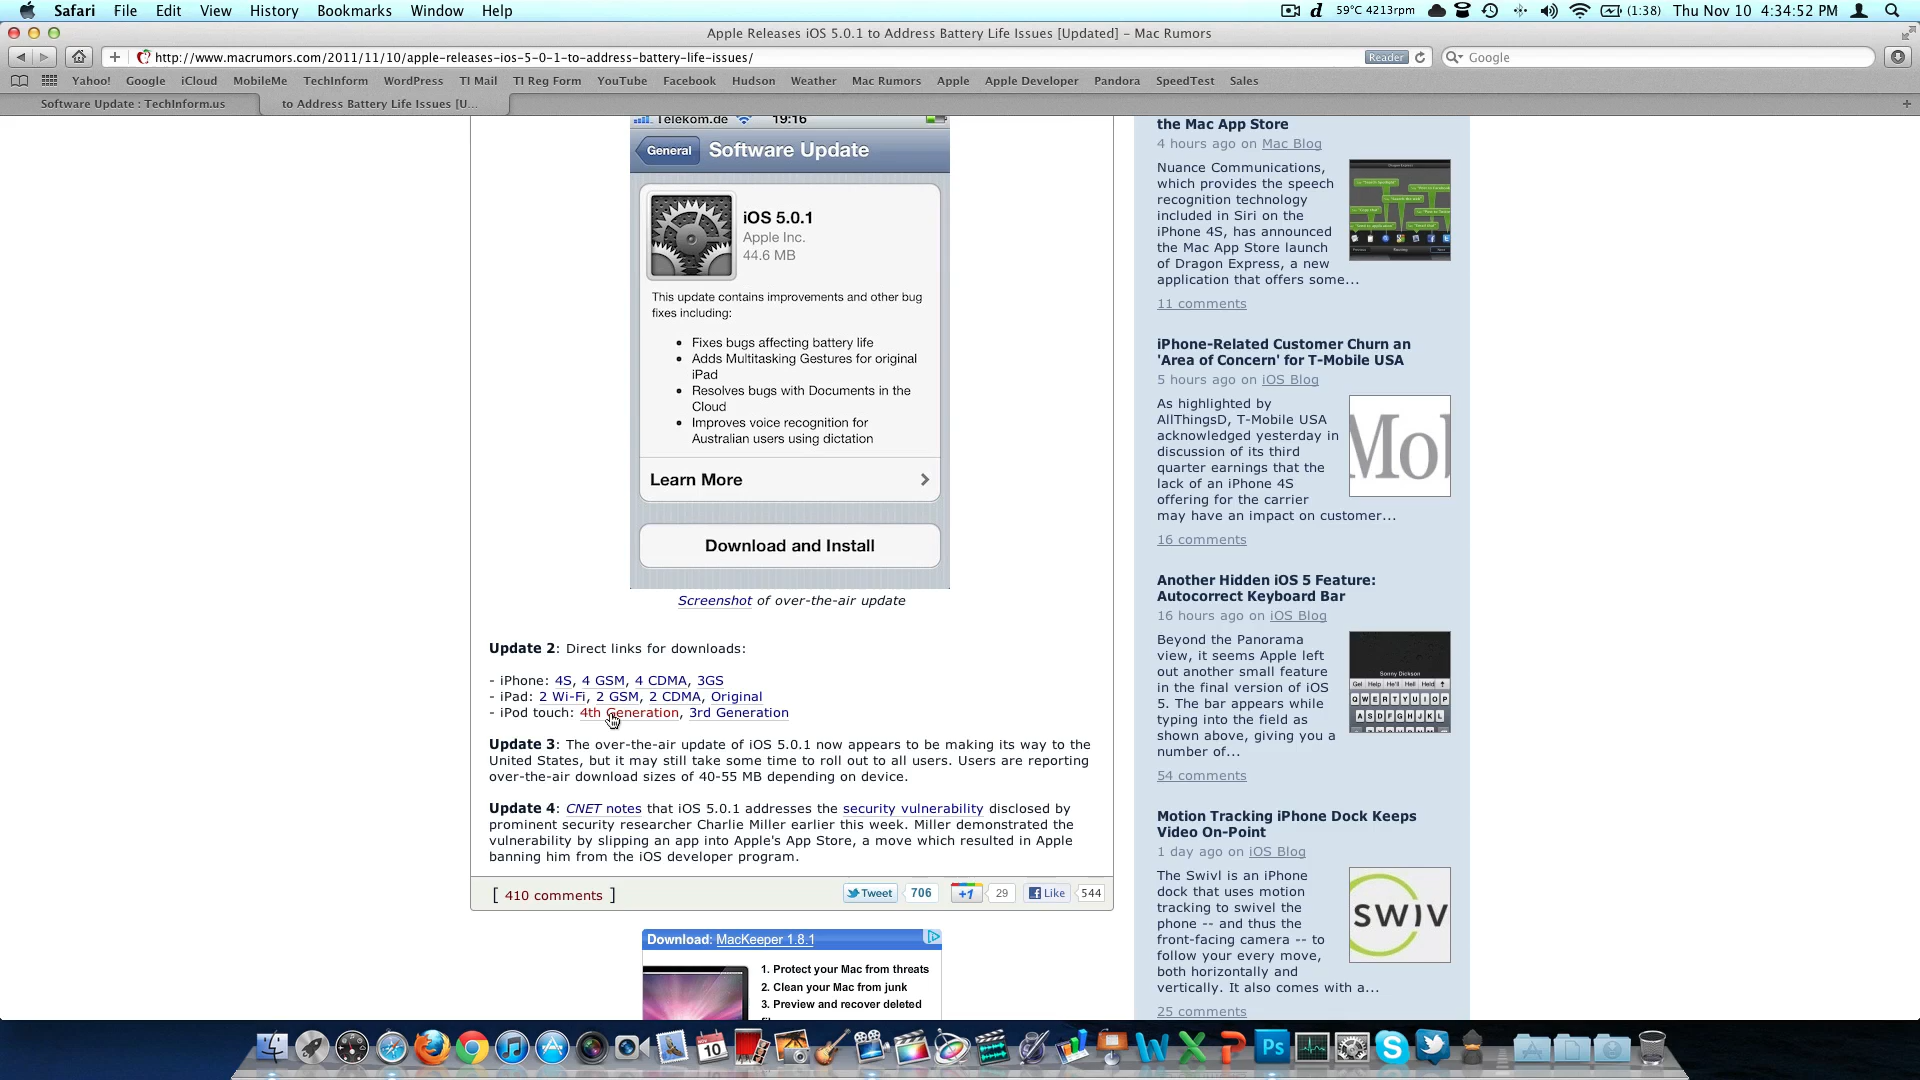 Safari File Edit View History Bookmarks Window Help 59°C 4213rpm (1:38) Thu Nov 10 4:34:52 PM
Apple Releases iOS 5.0.1 to Address Battery Life Issues [Updated] – Mac Rumors
http://www.macrumors.com/2011/11/10/apple-releases-ios-5-0-1-to-address-battery-life-issues/ Reader Google
Yahoo! Google iCloud MobileMe TechInform WordPress TI Mail TI Reg Form YouTube Facebook Hudson Weather Mac Rumors Apple Apple Developer Pandora SpeedTest Sales
Software Update : TechInform.us to Address Battery Life Issues [U...
Telekom.de 19:16
General Software Update
iOS 5.0.1
Apple Inc.
44.6 MB
This update contains improvements and other bug
fixes including:
• Fixes bugs affecting battery life
• Adds Multitasking Gestures for original
iPad
• Resolves bugs with Documents in the
Cloud
• Improves voice recognition for
Australian users using dictation
Learn More
Download and Install
Screenshot of over-the-air update
Update 2: Direct links for downloads:
- iPhone: 4S, 4 GSM, 4 CDMA, 3GS
- iPad: 2 Wi-Fi, 2 GSM, 2 CDMA, Original
- iPod touch: 4th Generation, 3rd Generation
Update 3: The over-the-air update of iOS 5.0.1 now appears to be making its way to the
United States, but it may still take some time to roll out to all users. Users are reporting
over-the-air download sizes of 40-55 MB depending on device.
Update 4: CNET notes that iOS 5.0.1 addresses the security vulnerability disclosed by
prominent security researcher Charlie Miller earlier this week. Miller demonstrated the
vulnerability by slipping an app into Apple's App Store, a move which resulted in Apple
banning him from the iOS developer program.
[ 410 comments ] Tweet 706 +1 29 Like 544
Download: MacKeeper 1.8.1
1. Protect your Mac from threats
2. Clean your Mac from junk
3. Preview and recover deleted
the Mac App Store
4 hours ago on Mac Blog
Nuance Communications,
which provides the speech
recognition technology
included in Siri on the
iPhone 4S, has announced
the Mac App Store launch
of Dragon Express, a new
application that offers some...
11 comments
iPhone-Related Customer Churn an
'Area of Concern' for T-Mobile USA
5 hours ago on iOS Blog
As highlighted by
AllThingsD, T-Mobile USA
acknowledged yesterday in
discussion of its third
quarter earnings that the
lack of an iPhone 4S
offering for the carrier
may have an impact on customer...
Mol
16 comments
Another Hidden iOS 5 Feature:
Autocorrect Keyboard Bar
16 hours ago on iOS Blog
Beyond the Panorama
view, it seems Apple left
out another small feature
in the final version of iOS
5. The bar appears while
typing into the field as
shown above, giving you a
number of...
Sonny Dickson
Gel Help He'll Hell Held
Q W E R T Y U I O P
A S D F G H J K L
54 comments
Motion Tracking iPhone Dock Keeps
Video On-Point
1 day ago on iOS Blog
The Swivl is an iPhone
dock that uses motion
tracking to swivel the
phone -- and thus the
front-facing camera -- to
follow your every move,
both horizontally and
vertically. It also comes with a...
SWIV
25 comments
10
Ps